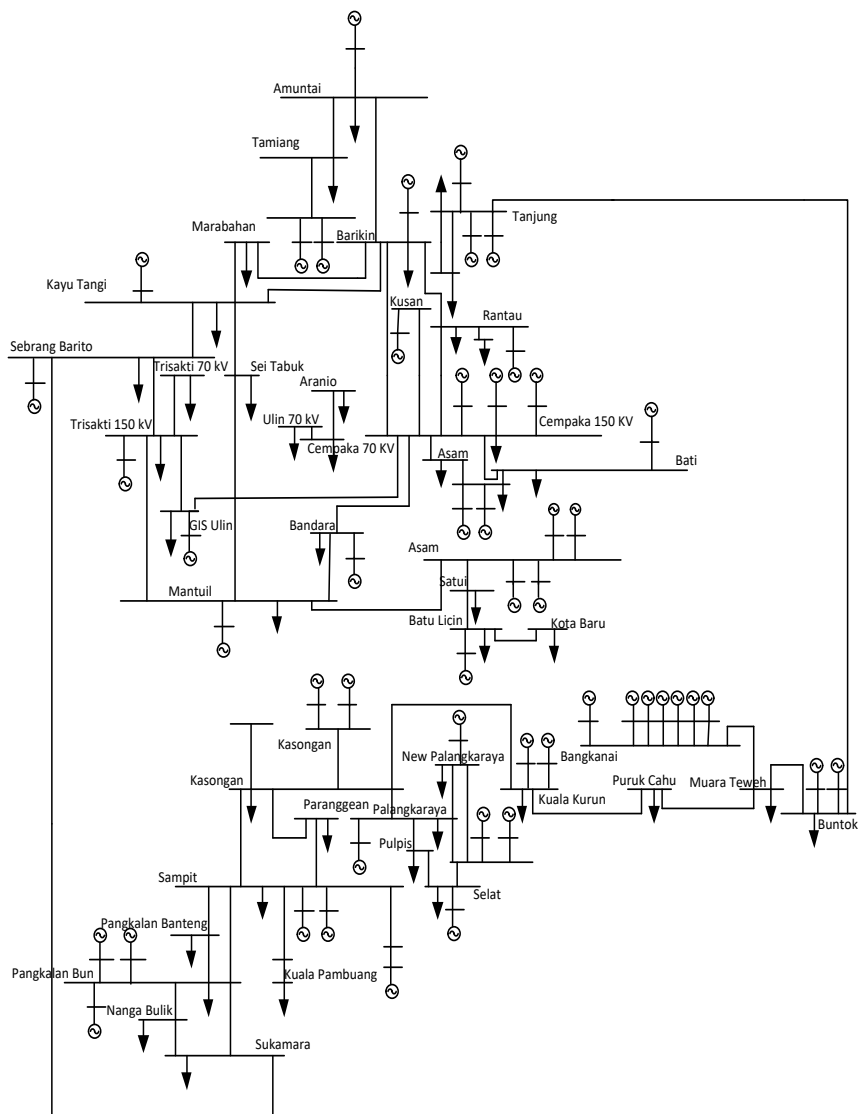 Amuntai
Tamiang
Marabahan
Barikin
Tanjung
Kayu Tangi
Kusan
Rantau
Sebrang Barito
Trisakti 70 kV
Sei Tabuk
Aranio
Trisakti 150 kV
Ulin 70 kV
Cempaka 150 KV
Cempaka 70 KV
Asam
Bati
GIS Ulin
Bandara
Asam
Mantuil
Satui
Batu Licin
Kota Baru
Kasongan
New Palangkaraya
Bangkanai
Kasongan
Paranggean
Palangkaraya
Kuala Kurun
Puruk Cahu
Muara Teweh
Buntok
Pulpis
Sampit
Selat
Pangkalan Banteng
Pangkalan Bun
Kuala Pambuang
Nanga Bulik
Sukamara